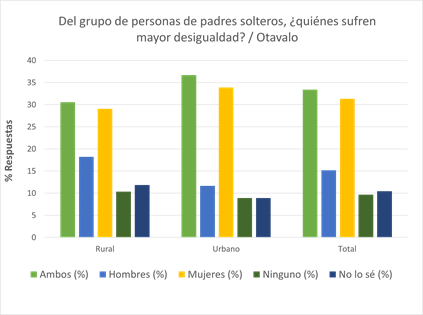 Del grupo de personas de padres solteros, ¿quiénes sufren
mayor desigualdad? / Otavalo
% Respuestas
40
35
30
25
20
15
10
5
0
Rural
Urbano
Total
Ambos (%)
Hombres (%)
Mujeres (%)
Ninguno (%)
No lo sé (%)